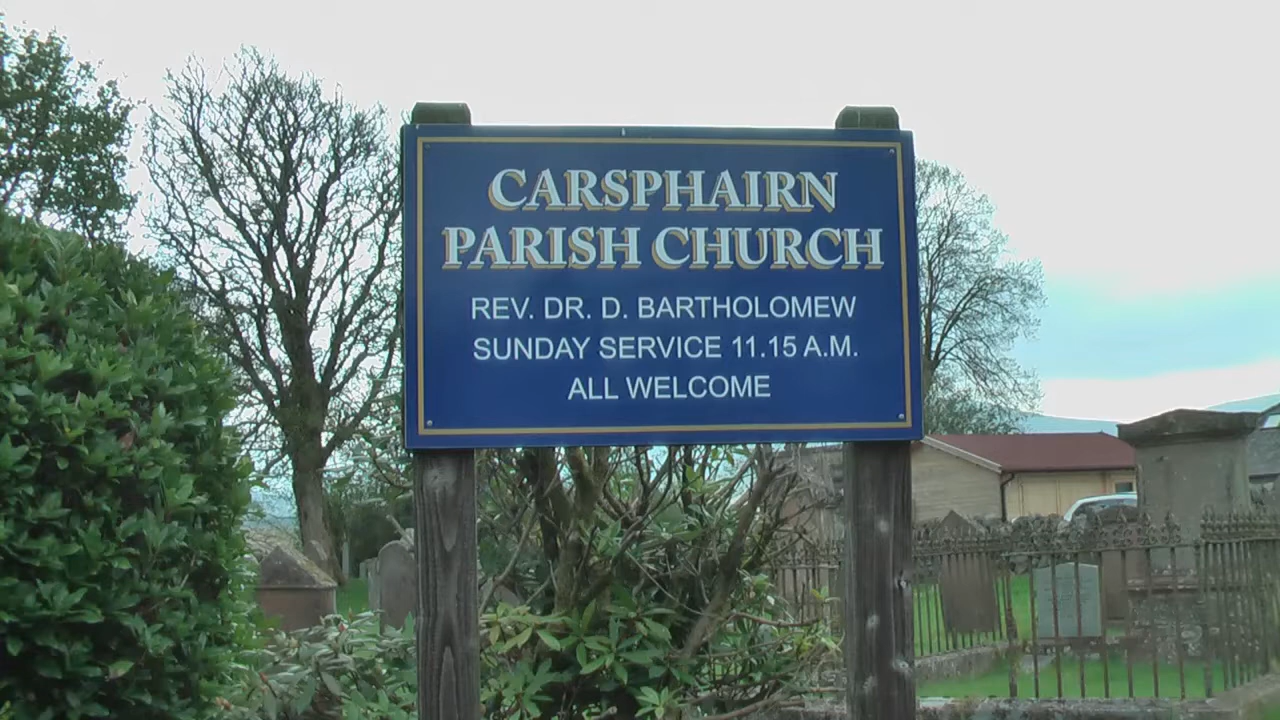 CARSPHAIRN
PARISH CHURCH
REV. DR. D. BARTHOLOMEW
SUNDAY SERVICE 11.15 A.M.
ALL WELCOME